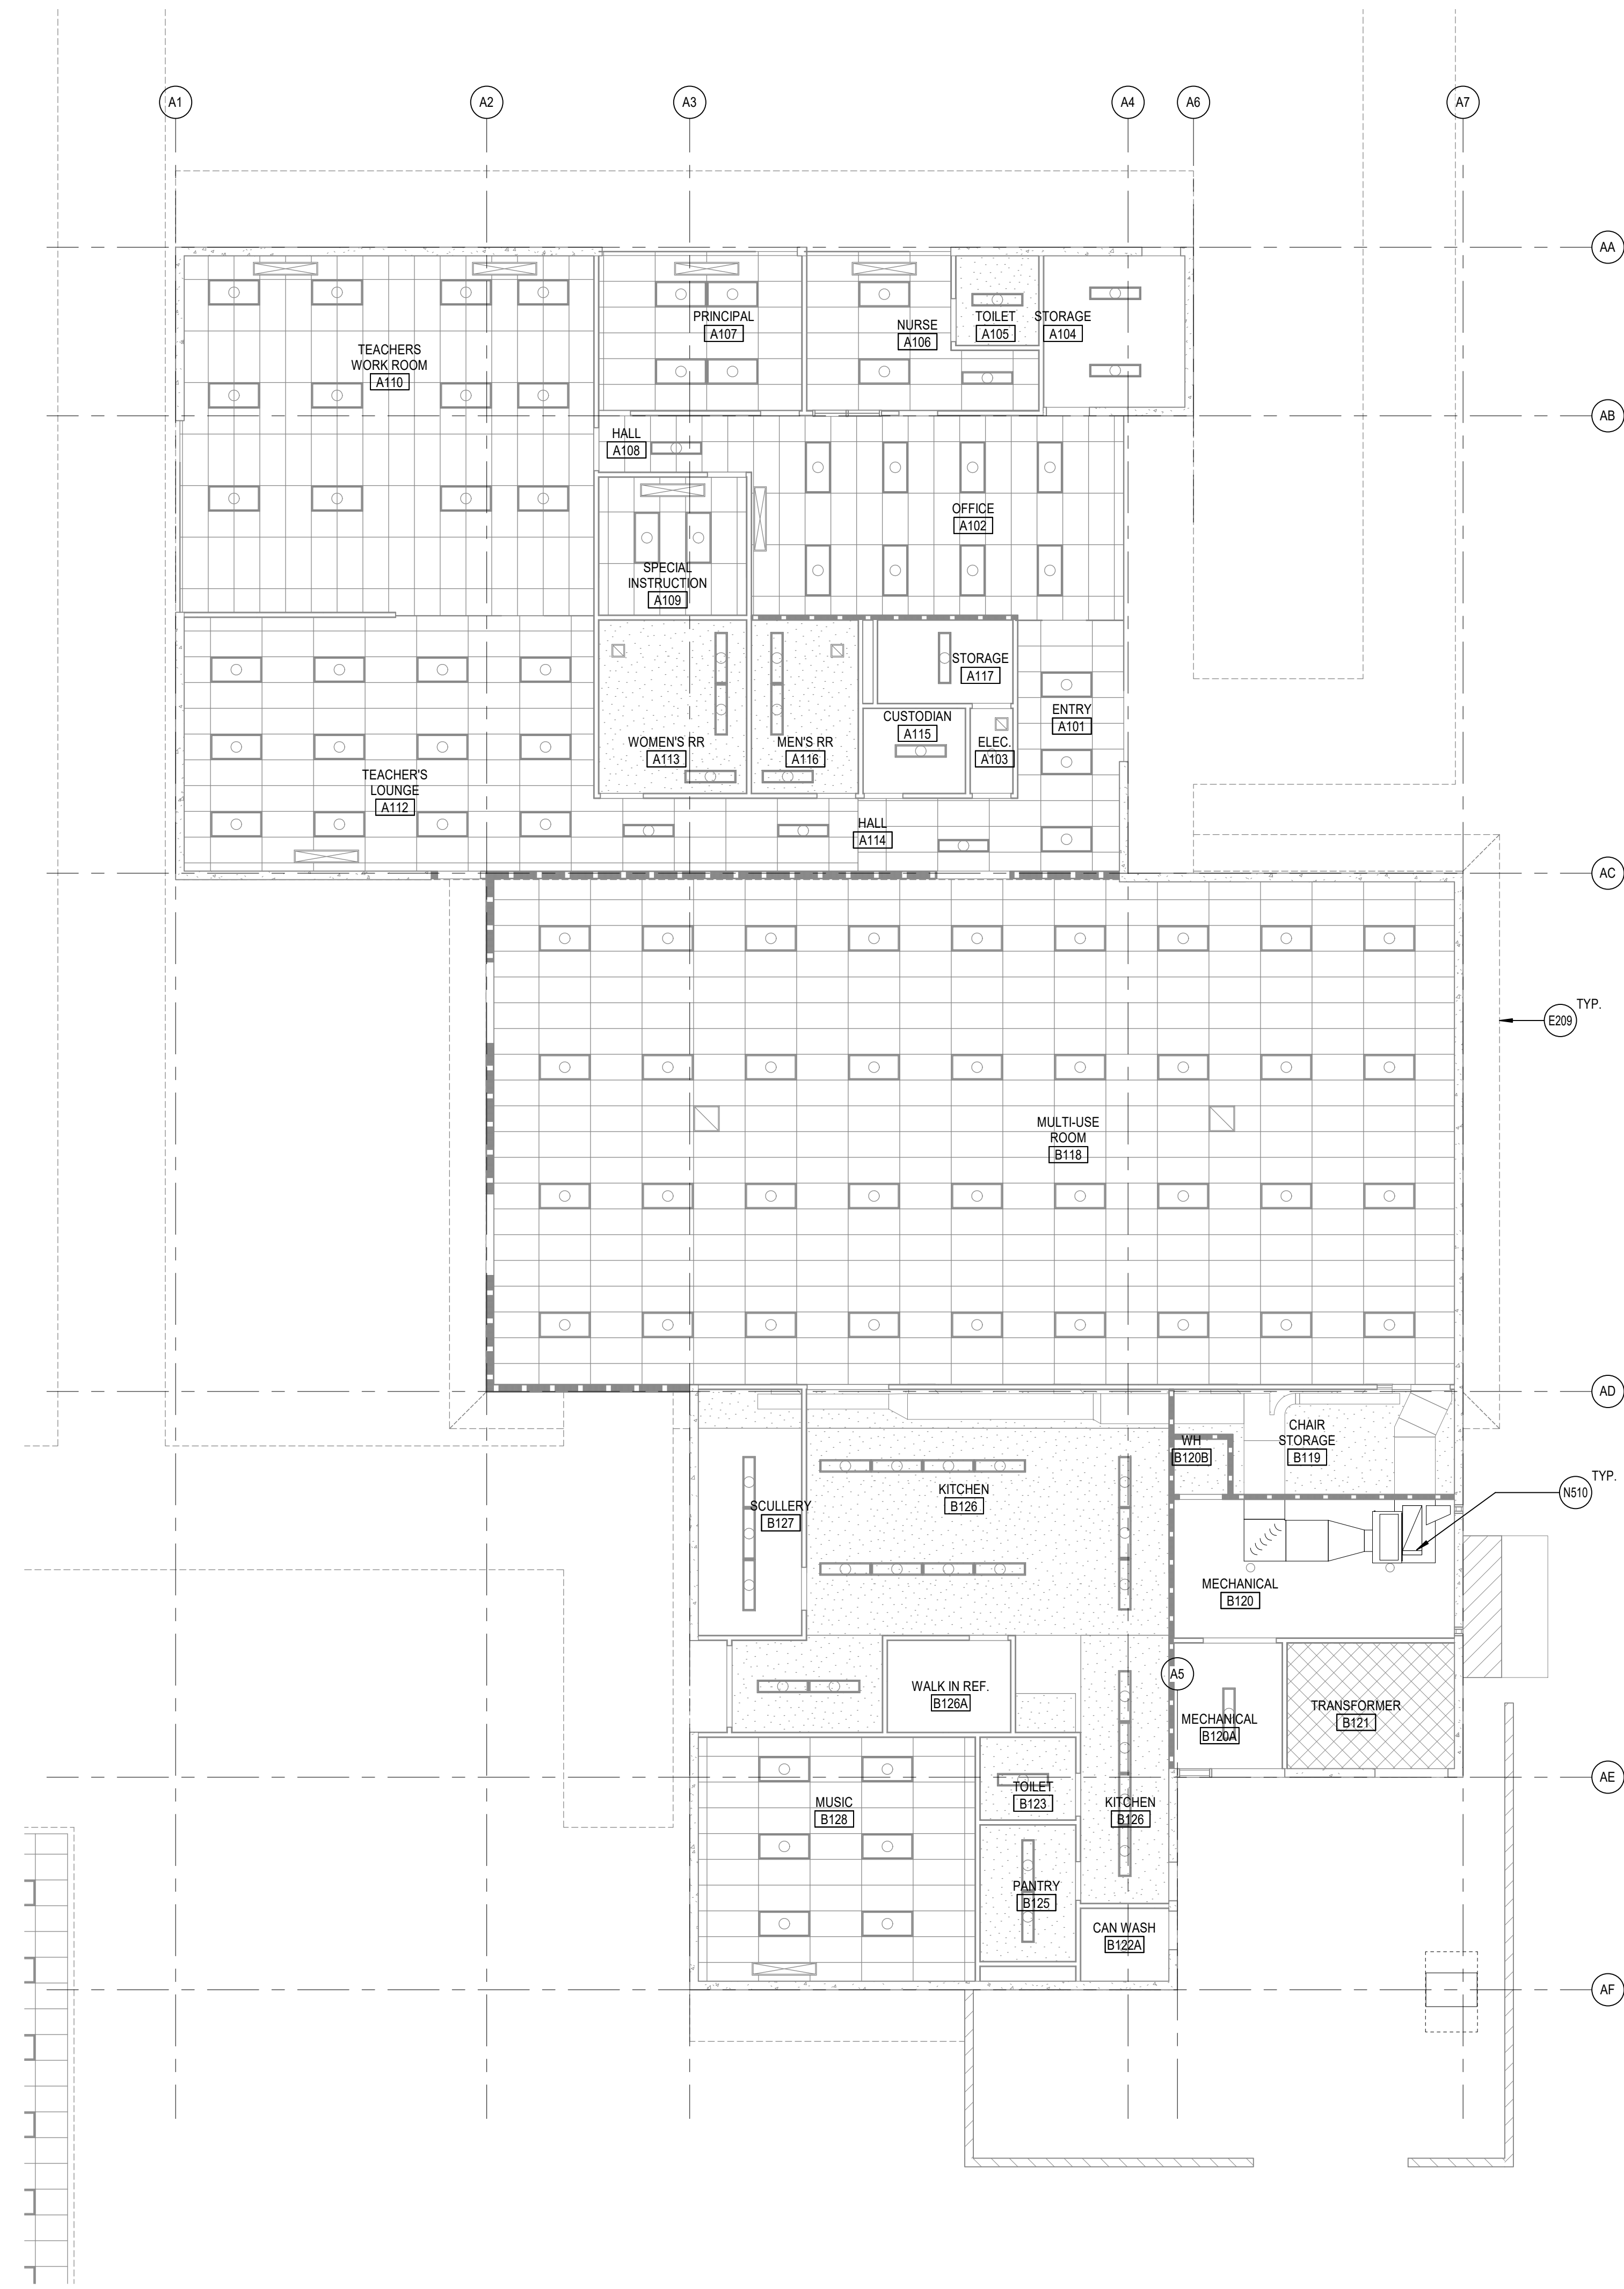 A1
A2
A3
A4
A6
A7
AA
PRINCIPAL
A107
NURSE
A106
TOILET
A105
STORAGE
A104
TEACHERS
WORK ROOM
A110
AB
HALL
A108
OFFICE
A102
SPECIAL
INSTRUCTION
A109
STORAGE
A117
ENTRY
A101
CUSTODIAN
A115
WOMEN'S RR
A113
MEN'S RR
A116
ELEC.
A103
TEACHER'S
LOUNGE
A112
HALL
A114
AC
TYP.
E209
MULTI-USE
ROOM
B118
AD
CHAIR
STORAGE
B119
WH
B120B
TYP.
N510
KITCHEN
B126
SCULLERY
B127
MECHANICAL
B120
A5
WALK IN REF.
B126A
TRANSFORMER
B121
MECHANICAL
B120A
AE
TOILET
B123
MUSIC
B128
KITCHEN
B126
PANTRY
B125
CAN WASH
B122A
AF